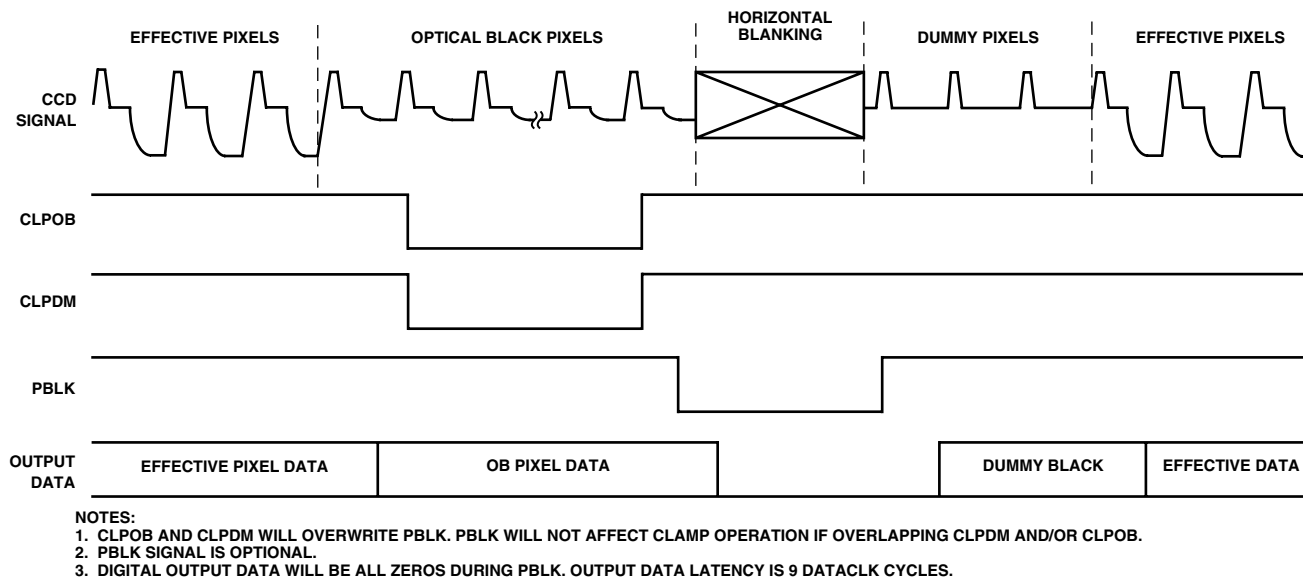 HORIZONTAL
BLANKING
EFFECTIVE PIXELS
OPTICAL BLACK PIXELS
DUMMY PIXELS
EFFECTIVE PIXELS
CCD
SIGNAL
CLPOB
CLPDM
PBLK
OUTPUT
DATA
EFFECTIVE PIXEL DATA
OB PIXEL DATA
DUMMY BLACK
EFFECTIVE DATA
NOTES:
1. CLPOB AND CLPDM WILL OVERWRITE PBLK. PBLK WILL NOT AFFECT CLAMP OPERATION IF OVERLAPPING CLPDM AND/OR CLPOB.
2. PBLK SIGNAL IS OPTIONAL.
3. DIGITAL OUTPUT DATA WILL BE ALL ZEROS DURING PBLK. OUTPUT DATA LATENCY IS 9 DATACLK CYCLES.